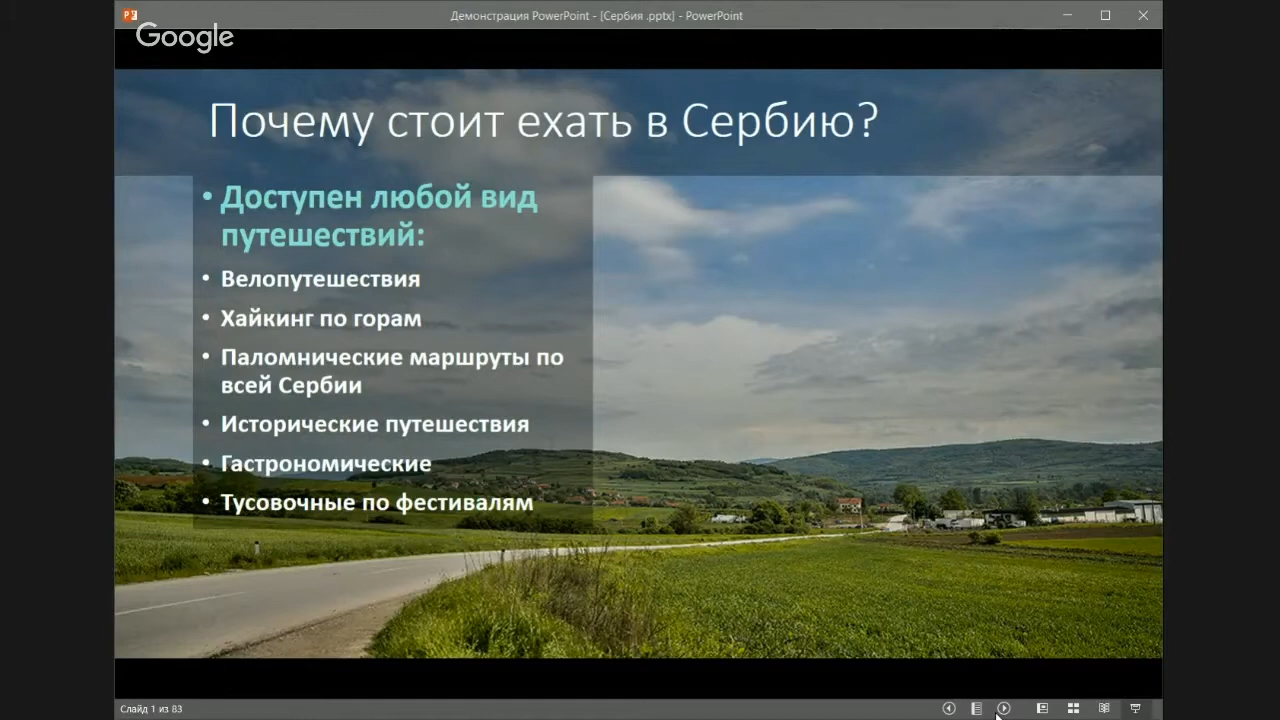 Демонстрация PowerPoint - [Сербия .pptx] - PowerPoint
Google
Почему стоит ехать в Сербию?
• Доступен любой вид
путешествий:
• Велопутешествия
• Хайкинг по горам
• Паломнические маршруты по
всей Сербии
• Исторические путешествия
• Гастрономические
• Тусовочные по фестивалям
Слайд 1 из 83